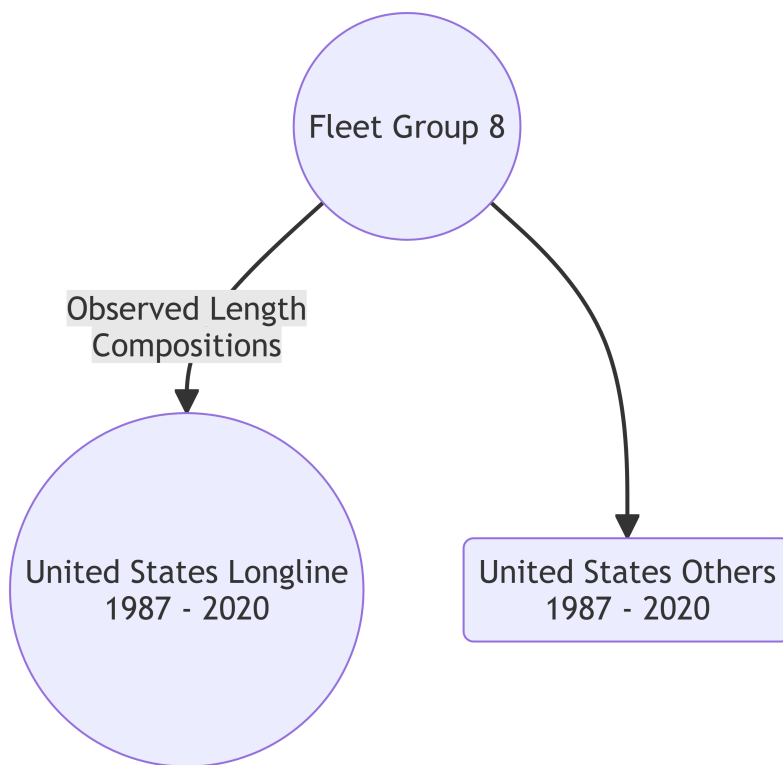 Fleet Group 8
Observed Length
Compositions
United States Longline
1987 - 2020
United States Others
1987 - 2020